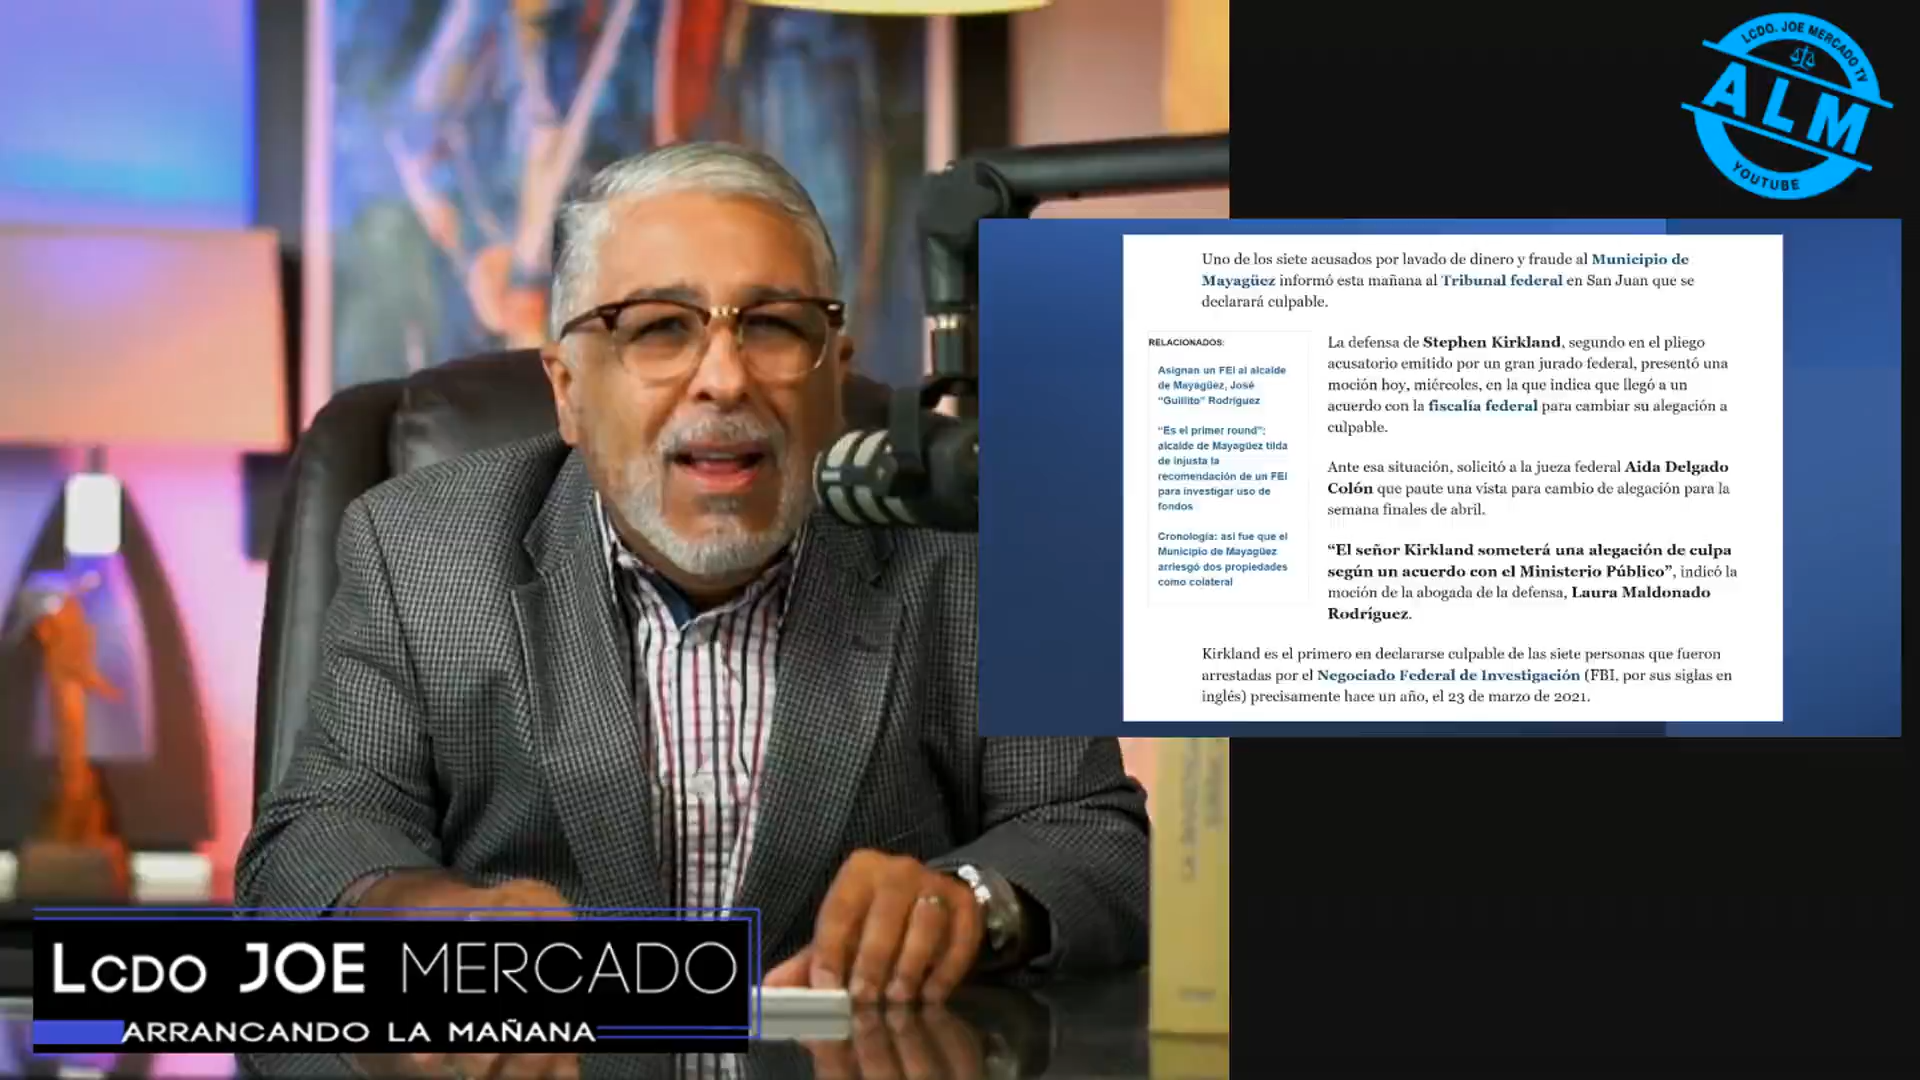 LCDO. JOE MERCADO TV
ALM
YOUTUBE
Uno de los siete acusados por lavado de dinero y fraude al Municipio de
Mayagüez informó esta mañana al Tribunal federal en San Juan que se
declarará culpable.
RELACIONADOS:
Asignan un FEI al alcalde
de Mayagüez, José
“Guillito” Rodríguez
“Es el primer round”:
alcalde de Mayagüez tilda
de injusta la
recomendación de un FEI
para investigar uso de
fondos
Cronología: así fue que el
Municipio de Mayagüez
arriesgó dos propiedades
como colateral
La defensa de Stephen Kirkland, segundo en el pliego
acusatorio emitido por un gran jurado federal, presentó una
moción hoy, miércoles, en la que indica que llegó a un
acuerdo con la fiscalía federal para cambiar su alegación a
culpable.
Ante esa situación, solicitó a la jueza federal Aida Delgado
Colón que paute una vista para cambio de alegación para la
semana finales de abril.
“El señor Kirkland someterá una alegación de culpa
según un acuerdo con el Ministerio Público”, indicó la
moción de la abogada de la defensa, Laura Maldonado
Rodríguez.
Kirkland es el primero en declararse culpable de las siete personas que fueron
arrestadas por el Negociado Federal de Investigación (FBI, por sus siglas en
inglés) precisamente hace un año, el 23 de marzo de 2021.
LCDO JOE MERCADO
ARRANCANDO LA MAÑANA